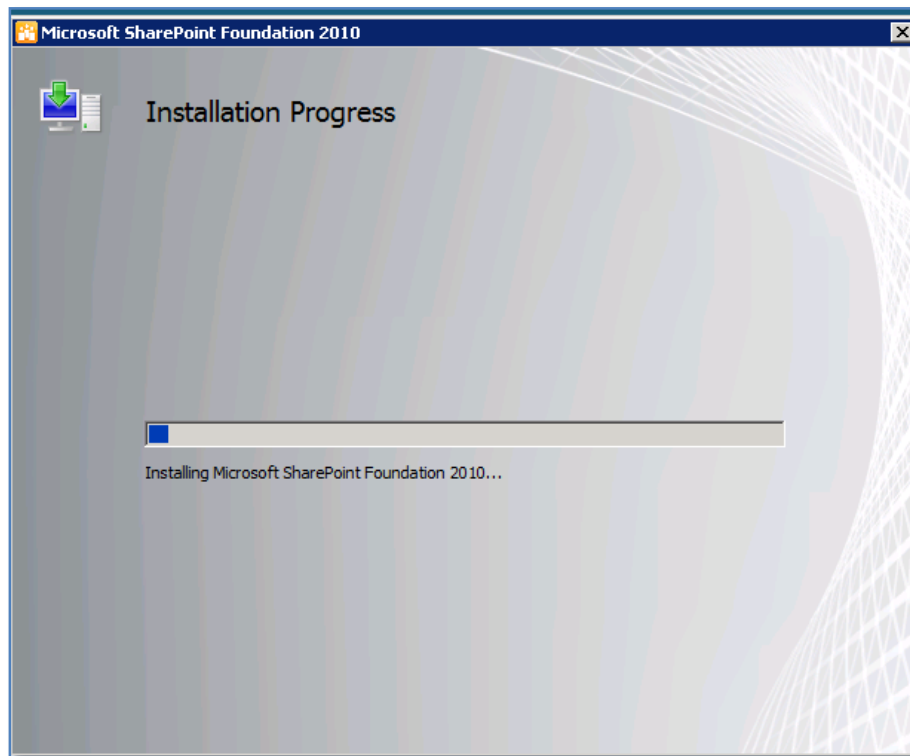 Microsoft SharePoint Foundation 2010
Installation Progress
Installing Microsoft SharePoint Foundation 2010...